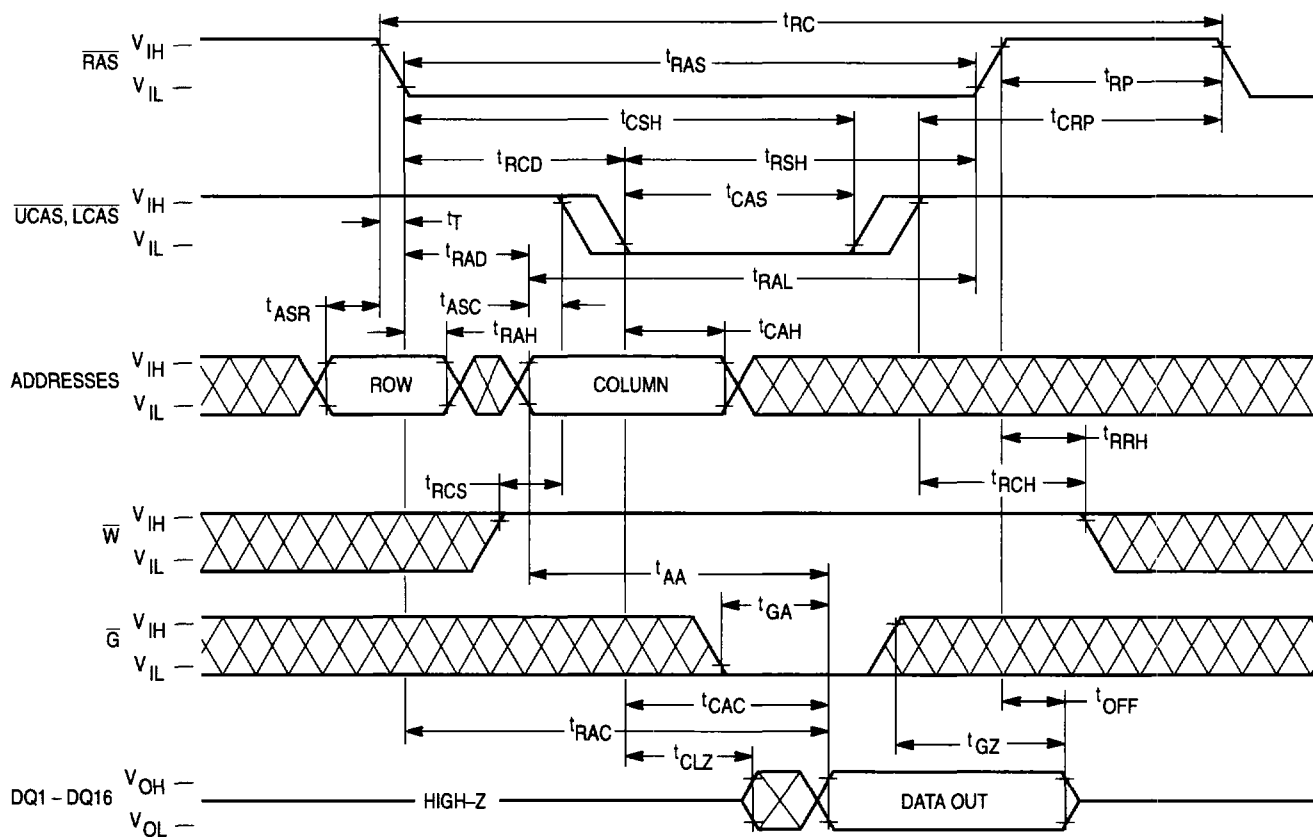 tRC
RAS
VIH
VIL
tRAS
tRP
tCSH
tCRP
tRCD
tRSH
UCAS, LCAS
VIH
VIL
tCAS
tT
tRAD
tRAL
tASR
tASC
tRAH
tCAH
ADDRESSES
VIH
VIL
ROW
COLUMN
tRRH
tRCS
tRCH
W
VIH
VIL
tAA
tGA
G
VIH
VIL
tCAC
tOFF
tRAC
tGZ
tCLZ
DQ1 – DQ16
VOH
VOL
HIGH–Z
DATA OUT